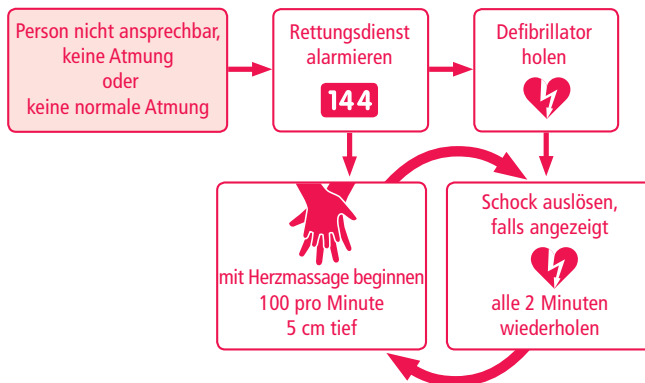 Person nicht ansprechbar,
keine Atmung
oder
keine normale Atmung
Rettungsdienst
alarmieren
144
Defibrillator
holen
mit Herzmassage beginnen
100 pro Minute
5 cm tief
Schock auslösen,
falls angezeigt
alle 2 Minuten
wiederholen